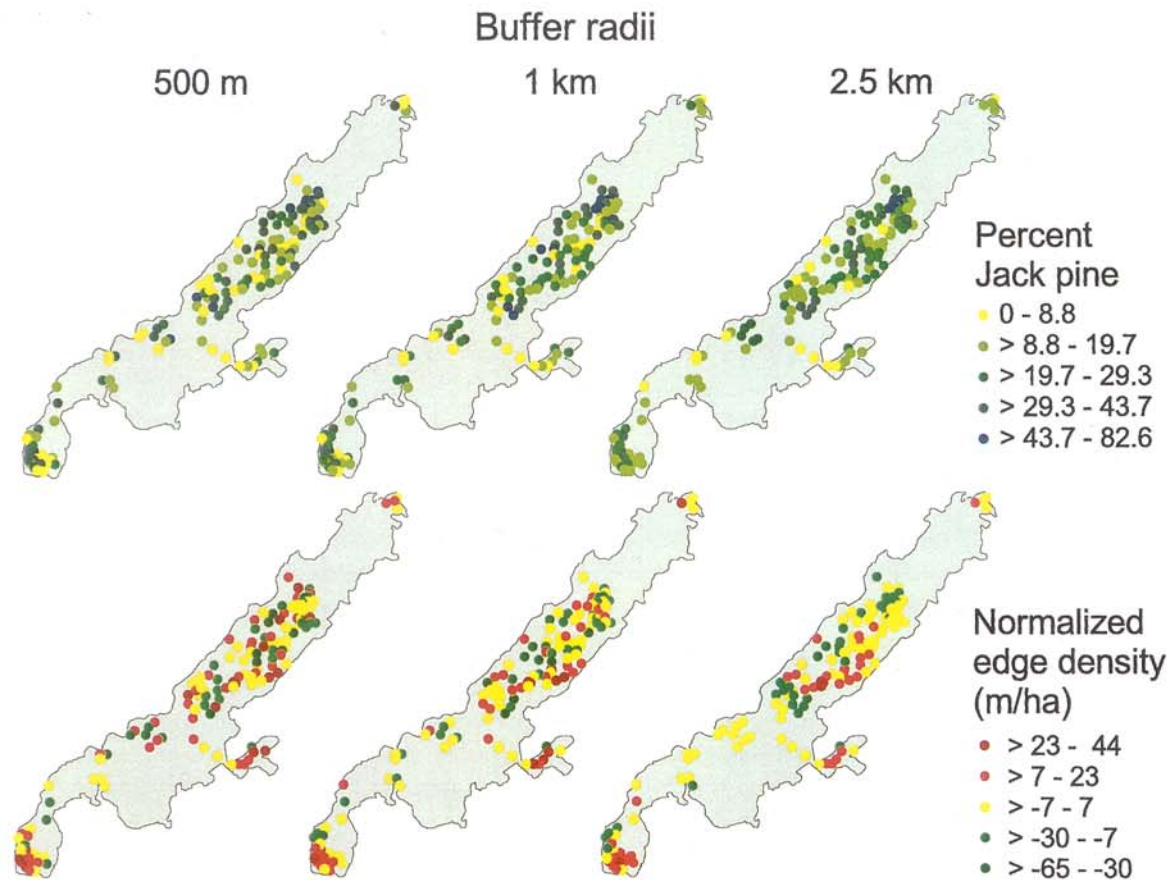 Buffer radii
500 m
1 km
2.5 km
Percent
Jack pine
0 - 8.8
> 8.8 - 19.7
> 19.7 - 29.3
> 29.3 - 43.7
> 43.7 - 82.6
Normalized
edge density
(m/ha)
> 23 - 44
> 7 - 23
> -7 - 7
> -30 - -7
> -65 - -30